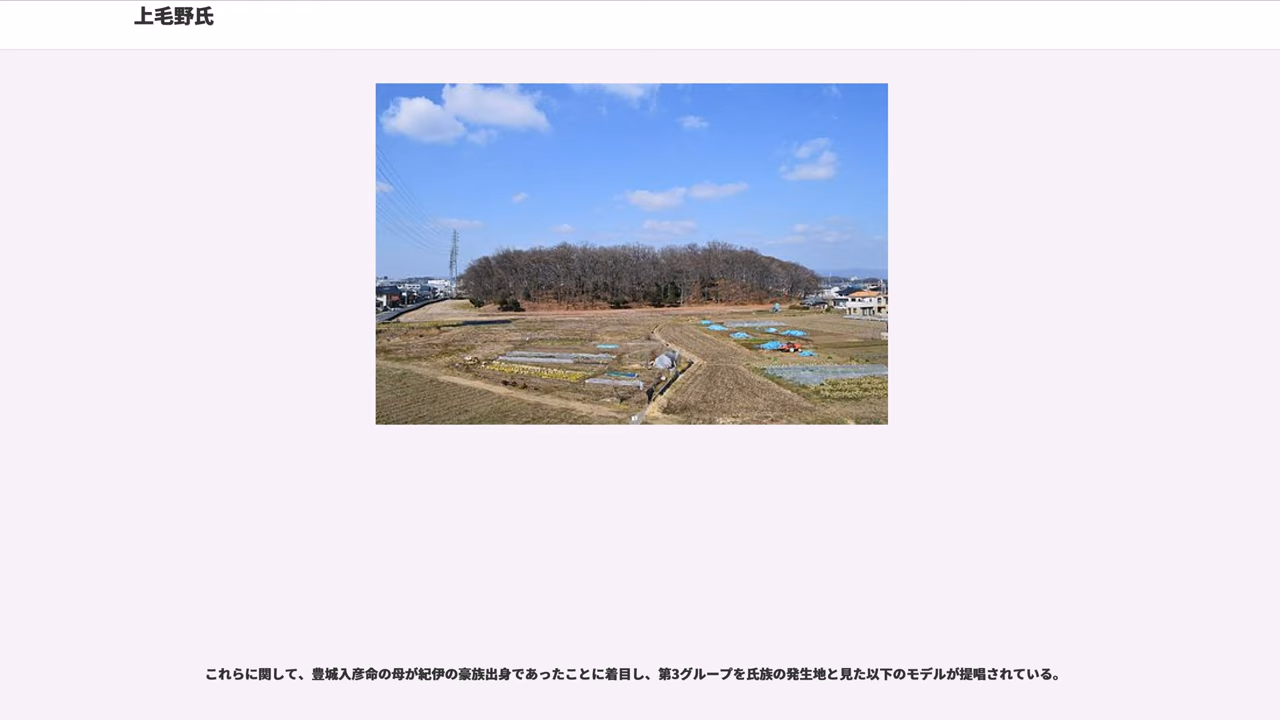 上毛野氏
これらに関して、豊城入彦命の母が紀伊の豪族出身であったことに着目し、第3グループを氏族の発生地と見た以下のモデルが提唱されている。